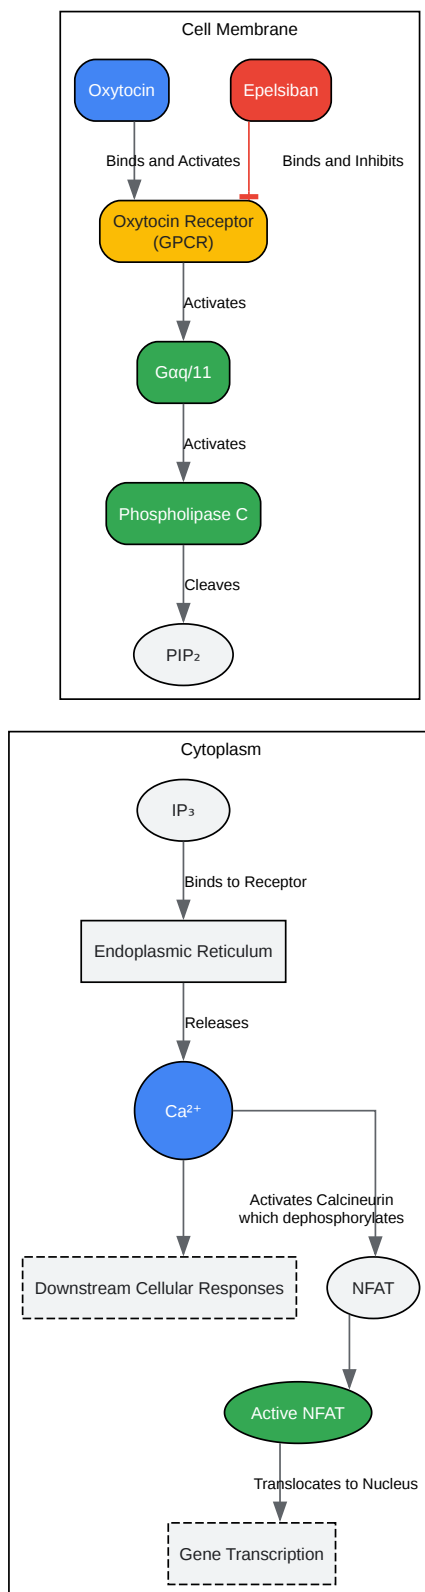 Cell Membrane
Oxytocin
Epelsiban
Binds and Activates
Binds and Inhibits
Oxytocin Receptor
(GPCR)
Activates
Gαq/11
Activates
Phospholipase C
Cleaves
PIP₂
Cytoplasm
IP₃
Binds to Receptor
Endoplasmic Reticulum
Releases
Ca²⁺
Activates Calcineurin
which dephosphorylates
Downstream Cellular Responses
NFAT
Active NFAT
Translocates to Nucleus
Gene Transcription